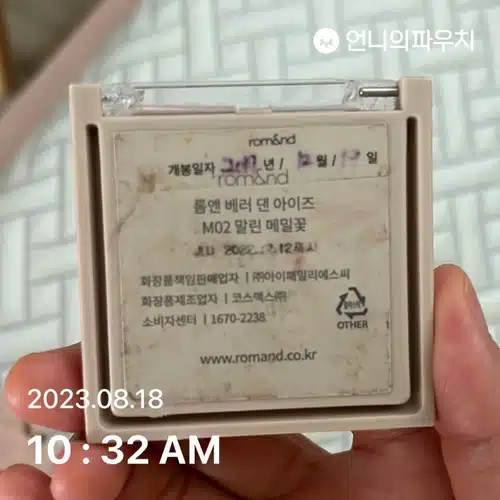 언니의파우치
rom&nd
개봉일자 년 / 월 / 일
rom&nd
롬앤 베러 댄 아이즈
M02 말린 메밀꽃
화장품책임판매업자 | ㈜아이패밀리에스씨
화장품제조업자 | 코스맥스㈜
소비자센터 | 1670-2238
OTHER
www.romand.co.kr
2023.08.18
10 : 32 AM